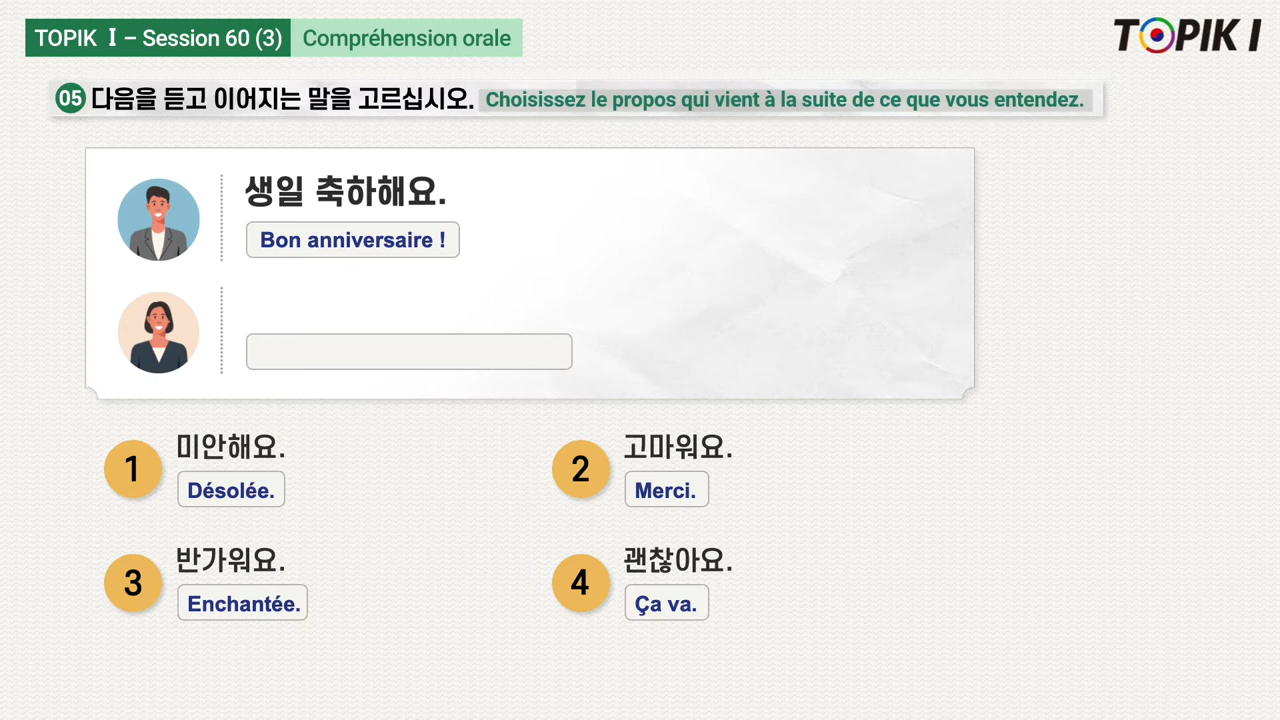 TOPIK Ⅰ – Session 60 (3) Compréhension orale
TOPIK I
05 다음을 듣고 이어지는 말을 고르십시오. Choisissez le propos qui vient à la suite de ce que vous entendez.
생일 축하해요.
Bon anniversaire !
1 미안해요.
Désolée.
2 고마워요.
Merci.
3 반가워요.
Enchantée.
4 괜찮아요.
Ça va.